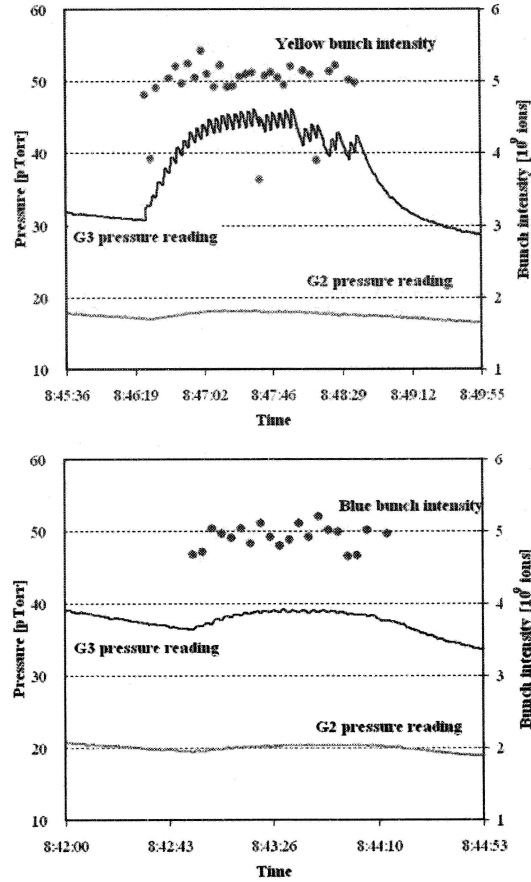 60
50
40
30
20
10
Pressure [pTorr]
6
5
4
3
2
1
Bunch intensity [10⁹ ions]
Yellow bunch intensity
G3 pressure reading
G2 pressure reading
8:45:36 8:46:19 8:47:02 8:47:46 8:48:29 8:49:12 8:49:55
Time
60
50
40
30
20
10
Pressure [pTorr]
6
5
4
3
2
1
Bunch intensity [10⁹ ions]
Blue bunch intensity
G3 pressure reading
G2 pressure reading
8:42:00 8:42:43 8:43:26 8:44:10 8:44:53
Time